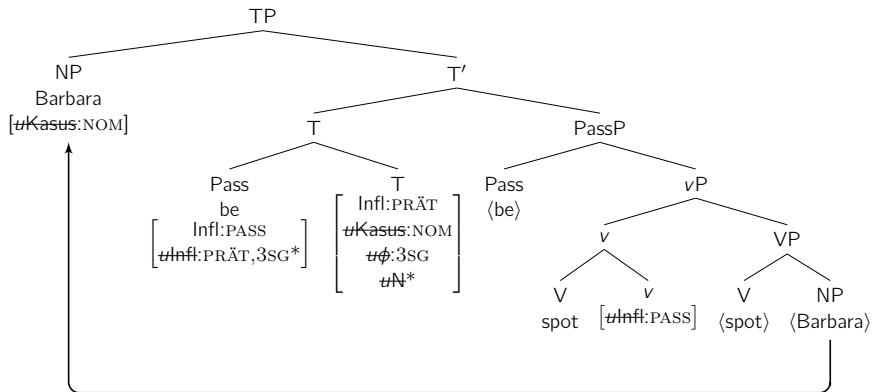 TP
NP
T′
Barbara
[uKasus:NOM]
T
PassP
Pass
T
Pass
vP
be
⟨be⟩
[Infl:PASS
uInfl:PRÄT,3SG*]
[Infl:PRÄT
uKasus:NOM
uϕ:3SG
uN*]
v
VP
V
v
V
NP
spot
[uInfl:PASS]
⟨spot⟩
⟨Barbara⟩